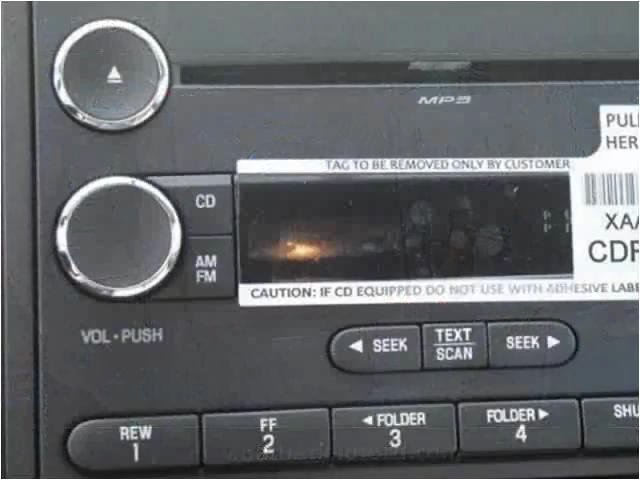 MP3
PULL
HER
TAG TO BE REMOVED ONLY BY CUSTOMER
CD
XAA
CDF
AM
FM
CAUTION: IF CD EQUIPPED DO NOT USE WITH ADHESIVE LABE
VOL • PUSH
◄ SEEK
TEXT
SCAN
SEEK ►
REW
1
FF
2
◄ FOLDER
3
FOLDER ►
4
SHU